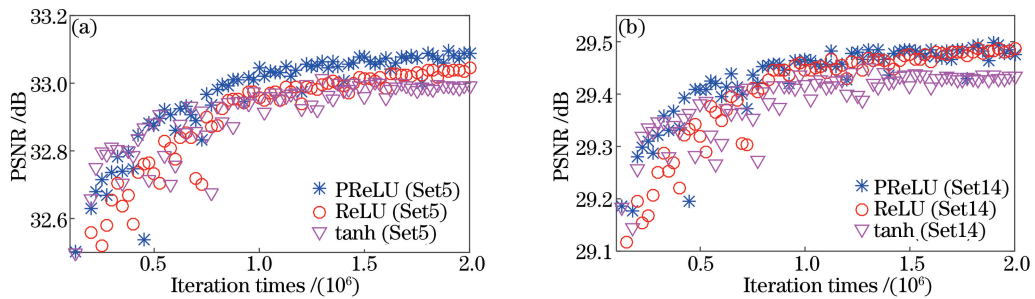 (a)
33.2
33.0
32.8
32.6
PSNR /dB
PReLU (Set5)
ReLU (Set5)
tanh (Set5)
0.5 1.0 1.5 2.0
Iteration times /(10⁶)
(b)
29.5
29.4
29.3
29.2
29.1
PSNR /dB
PReLU (Set14)
ReLU (Set14)
tanh (Set14)
0.5 1.0 1.5 2.0
Iteration times /(10⁶)